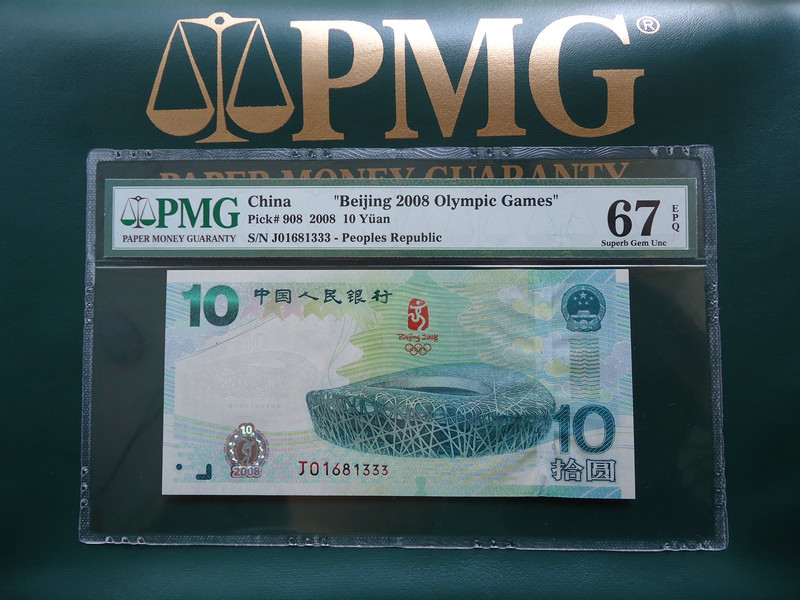 PMG®
PAPER MONEY GUARANTY
PMG
PAPER MONEY GUARANTY
China "Beijing 2008 Olympic Games"
Pick# 908 2008 10 Yüan
S/N J01681333 - Peoples Republic
67 EPQ
Superb Gem Unc
10 中国人民银行
Beijing 2008
10
2008
J01681333
10
拾圆